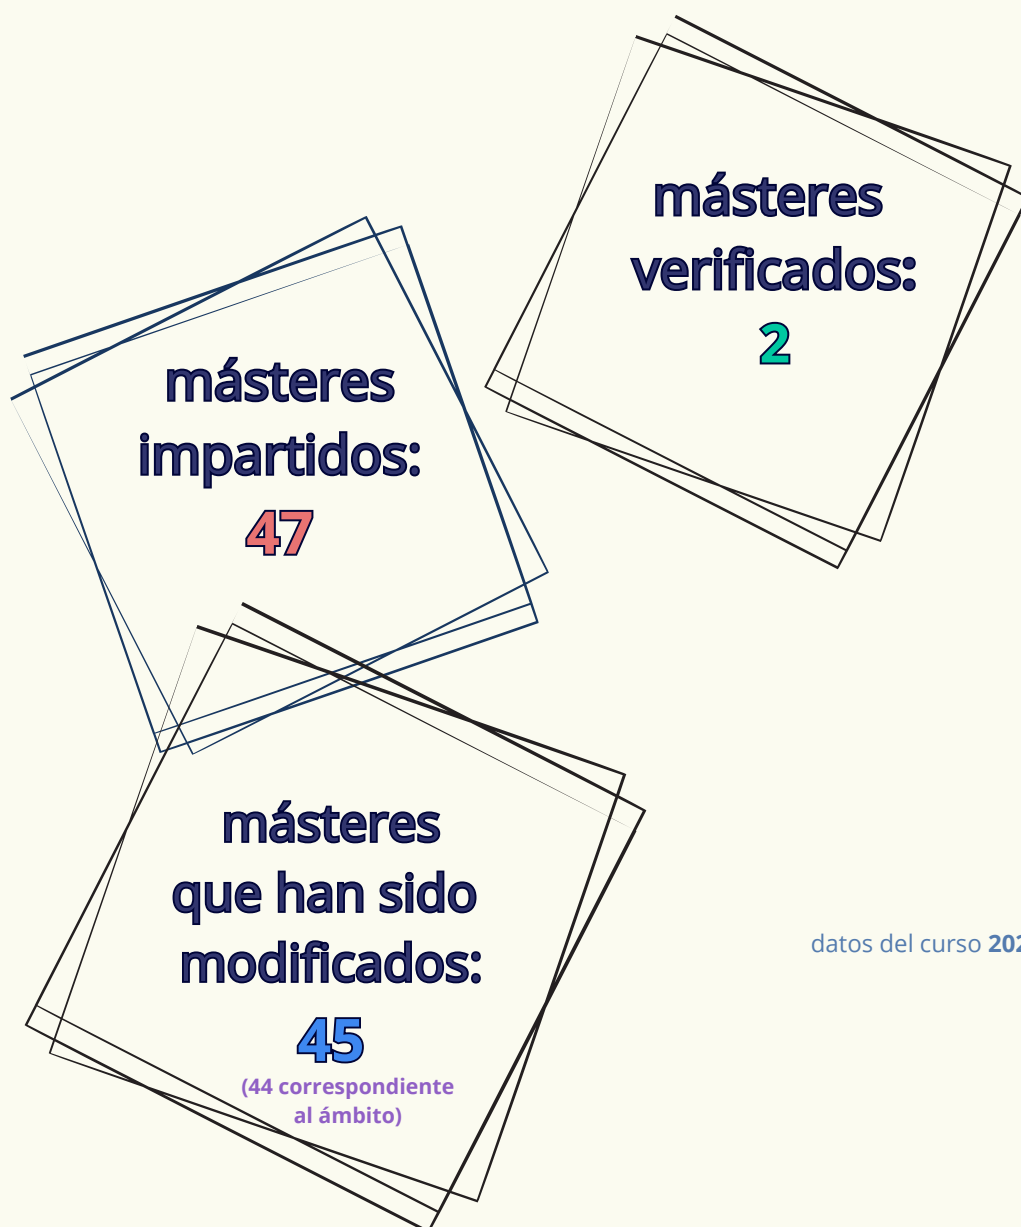 másteres
verificados:
2
másteres
impartidos:
47
másteres
que han sido
modificados:
45
(44 correspondiente
al ámbito)
datos del curso